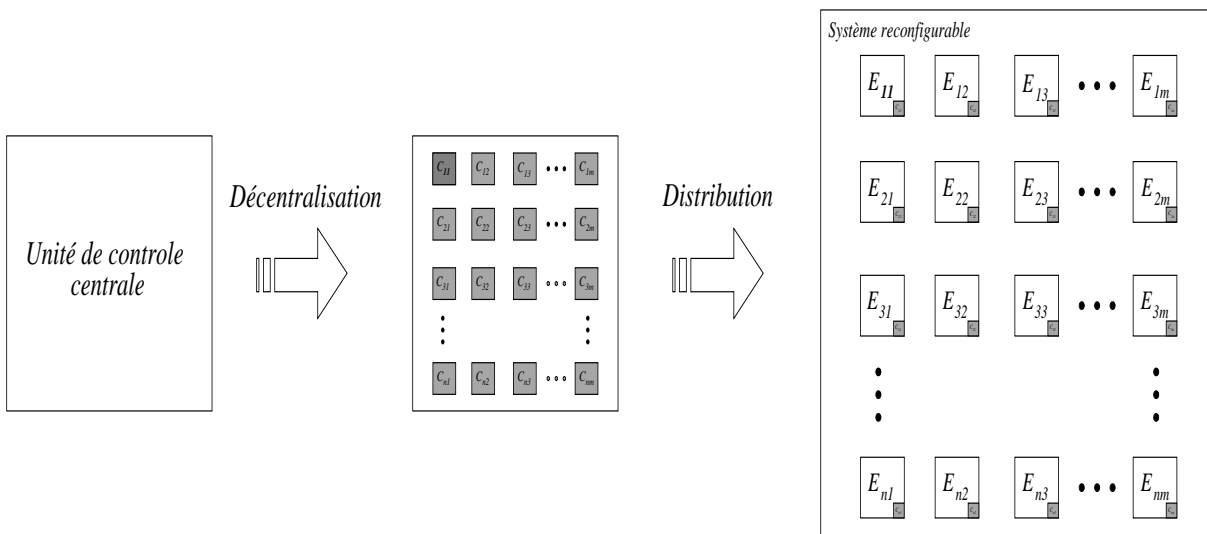 Unité de controle
centrale
Décentralisation
C11 C12 C13 ••• C1m
C21 C22 C23 ••• C2m
C31 C32 C33 ∘∘∘ C3m
Cn1 Cn2 Cn3 ∘∘∘ Cnm
Distribution
Système reconfigurable
E11 E12 E13 ••• E1m
E21 E22 E23 ••• E2m
E31 E32 E33 ••• E3m
En1 En2 En3 ••• Enm